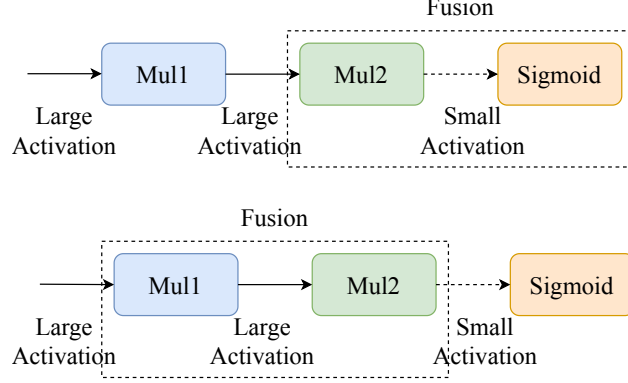 Fusion
Mul1
Mul2
Sigmoid
Large
Activation
Large
Activation
Small
Activation
Fusion
Mul1
Mul2
Sigmoid
Large
Activation
Large
Activation
Small
Activation